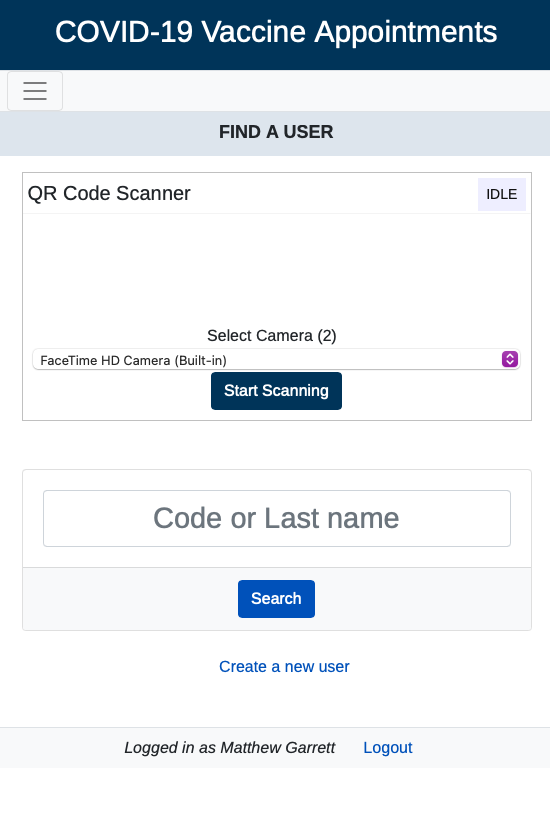 COVID-19 Vaccine Appointments
FIND A USER
QR Code Scanner
IDLE
Select Camera (2)
FaceTime HD Camera (Built-in)
Start Scanning
Code or Last name
Search
Create a new user
Logged in as Matthew Garrett Logout